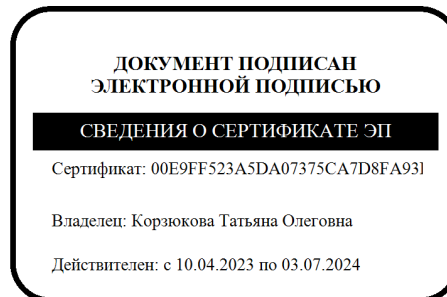 ДОКУМЕНТ ПОДПИСАН
ЭЛЕКТРОННОЙ ПОДПИСЬЮ
СВЕДЕНИЯ О СЕРТИФИКАТЕ ЭП
Сертификат: 00E9FF523A5DA07375CA7D8FA93
Владелец: Корзюкова Татьяна Олеговна
Действителен: с 10.04.2023 по 03.07.2024